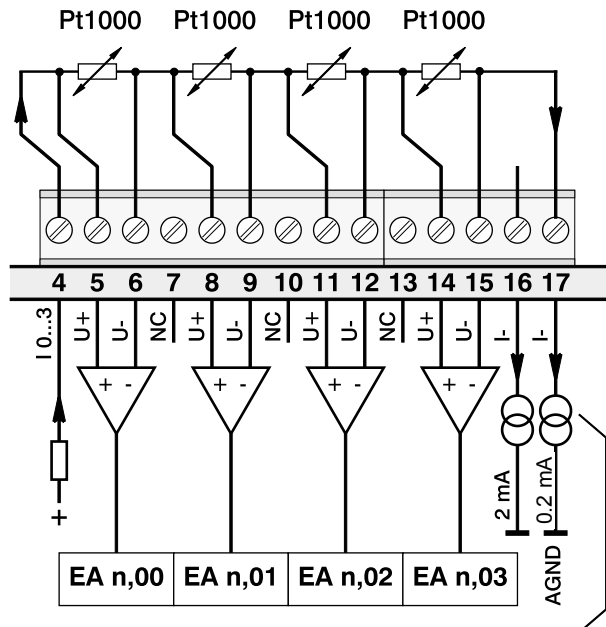 Pt1000 Pt1000 Pt1000 Pt1000
4 5 6 7 8 9 10 11 12 13 14 15 16 17
I 0...3 U+ U- NC U+ U- NC U+ U- NC U+ U- I- I-
+ - + - + - + -
2 mA 0.2 mA
+
EA n,00 EA n,01 EA n,02 EA n,03 AGND